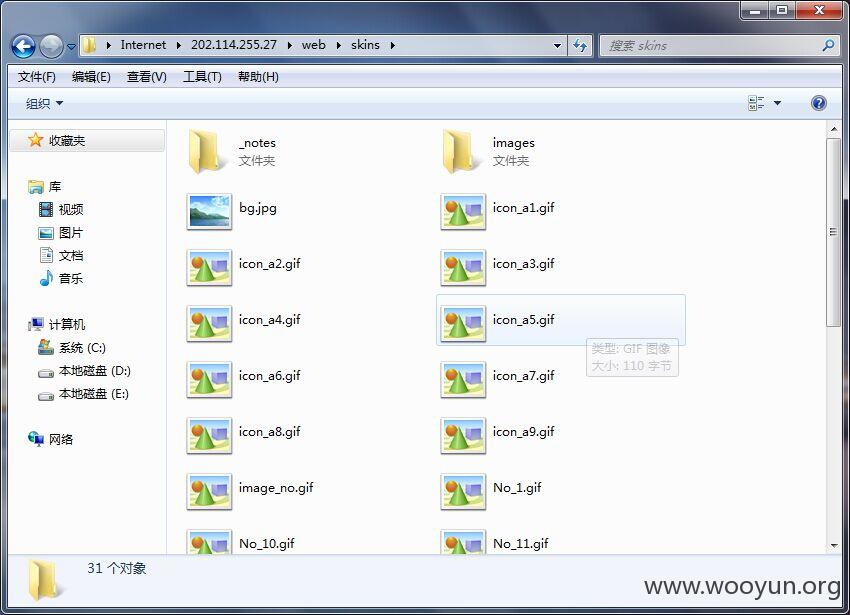 Internet 202.114.255.27 web skins
搜索 skins
文件(F) 编辑(E) 查看(V) 工具(T) 帮助(H)
组织
收藏夹
库
视频
图片
文档
音乐
计算机
系统 (C:)
本地磁盘 (D:)
本地磁盘 (E:)
网络
_notes
文件夹
images
文件夹
bg.jpg
icon_a1.gif
icon_a2.gif
icon_a3.gif
icon_a4.gif
icon_a5.gif
类型: GIF 图像
大小: 110 字节
icon_a6.gif
icon_a7.gif
icon_a8.gif
icon_a9.gif
image_no.gif
No_1.gif
No_10.gif
No_11.gif
31 个对象
www.wooyun.org